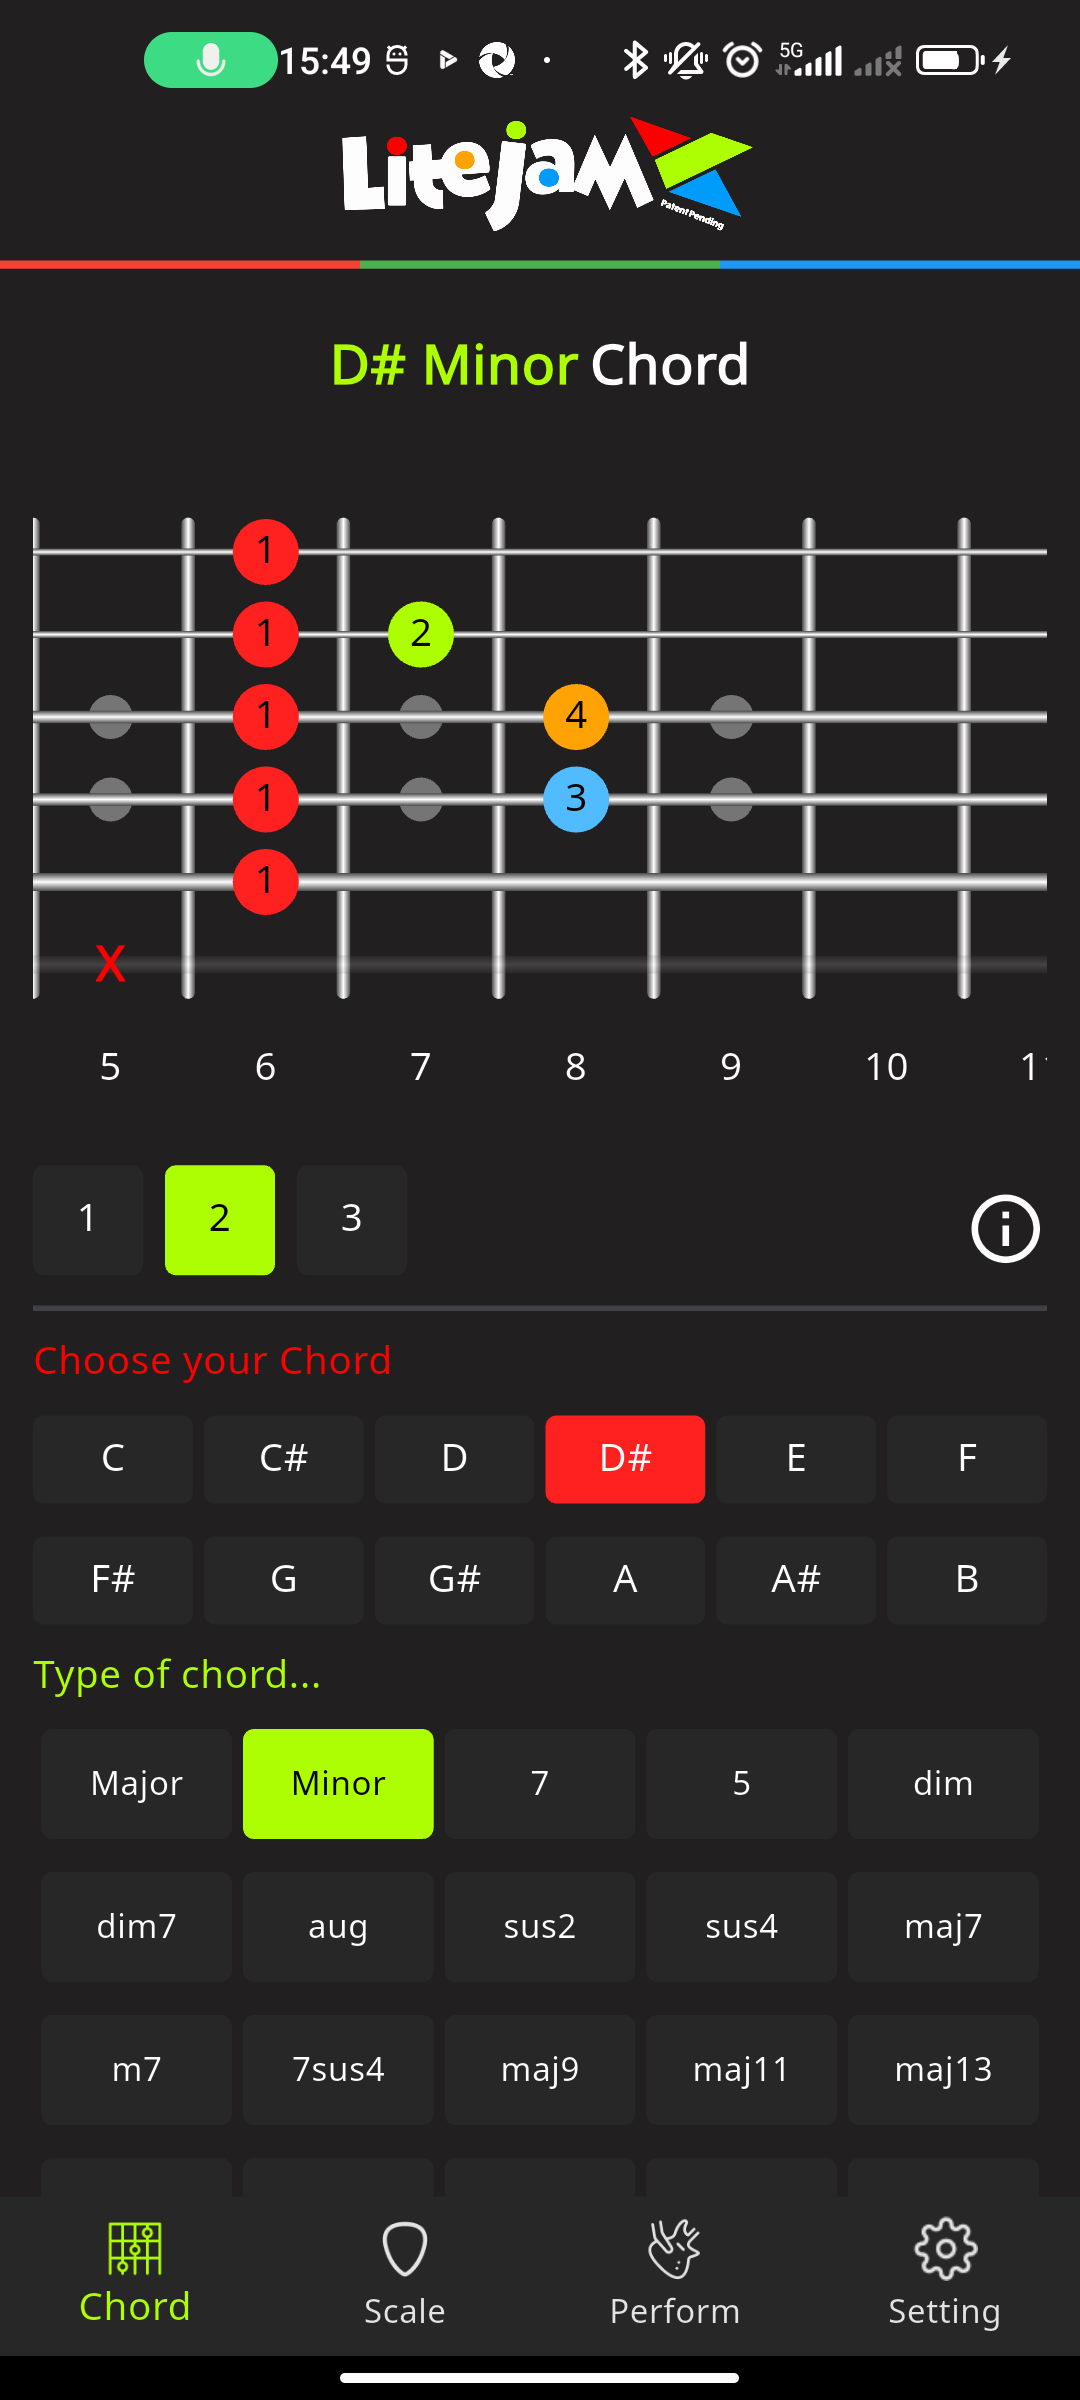 15:49
5G
LiteJam
Patent Pending
D# Minor Chord
1
1 2
1 4
1 3
1
X
5 6 7 8 9 10
1 2 3
Choose your Chord
C C# D D# E F
F# G G# A A# B
Type of chord...
Major Minor 7 5 dim
dim7 aug sus2 sus4 maj7
m7 7sus4 maj9 maj11 maj13
Chord Scale Perform Setting